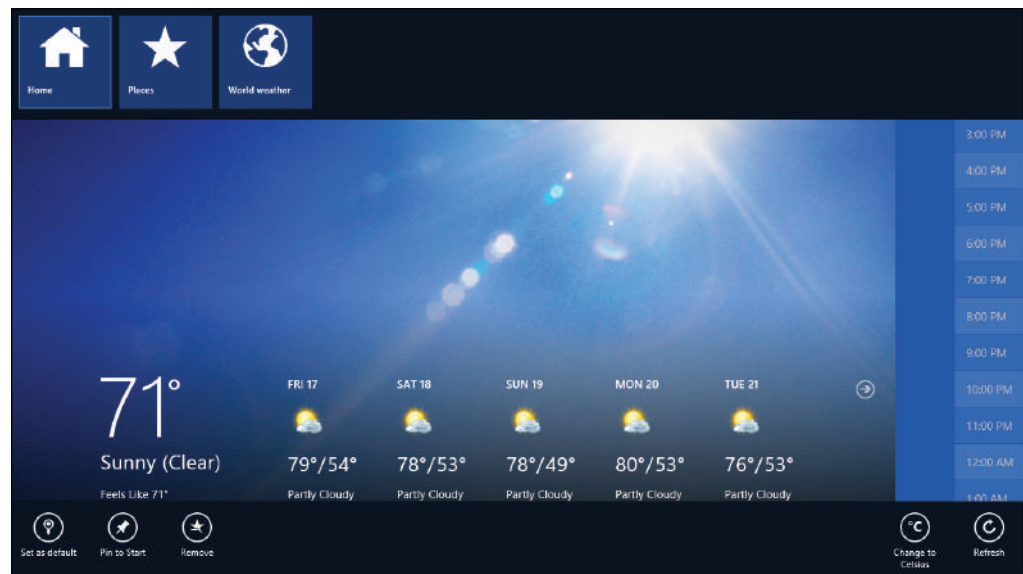 Home
Places
World weather
3:00 PM
4:00 PM
5:00 PM
6:00 PM
7:00 PM
8:00 PM
9:00 PM
10:00 PM
11:00 PM
12:00 AM
1:00 AM
71°
Sunny (Clear)
Feels Like 71°
FRI 17
79°/54°
Partly Cloudy
SAT 18
78°/53°
Partly Cloudy
SUN 19
78°/49°
Partly Cloudy
MON 20
80°/53°
Partly Cloudy
TUE 21
76°/53°
Partly Cloudy
Set as default
Pin to Start
Remove
°C
Change to
Celsius
Refresh